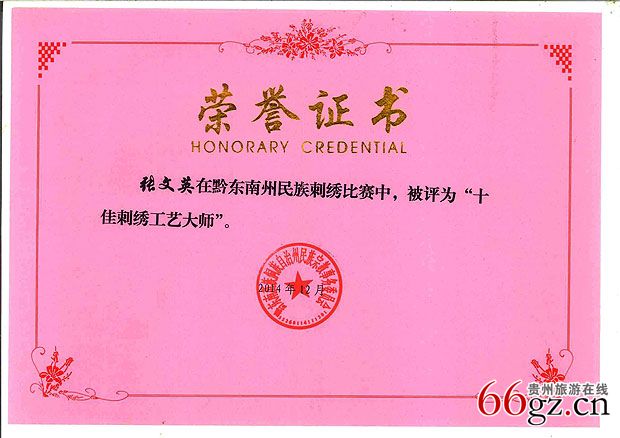 荣誉证书
HONORARY CREDENTIAL
张文英在黔东南州民族刺绣比赛中，被评为“十
佳刺绣工艺大师”。
2014年12月
贵州旅游在线
66gz.cn